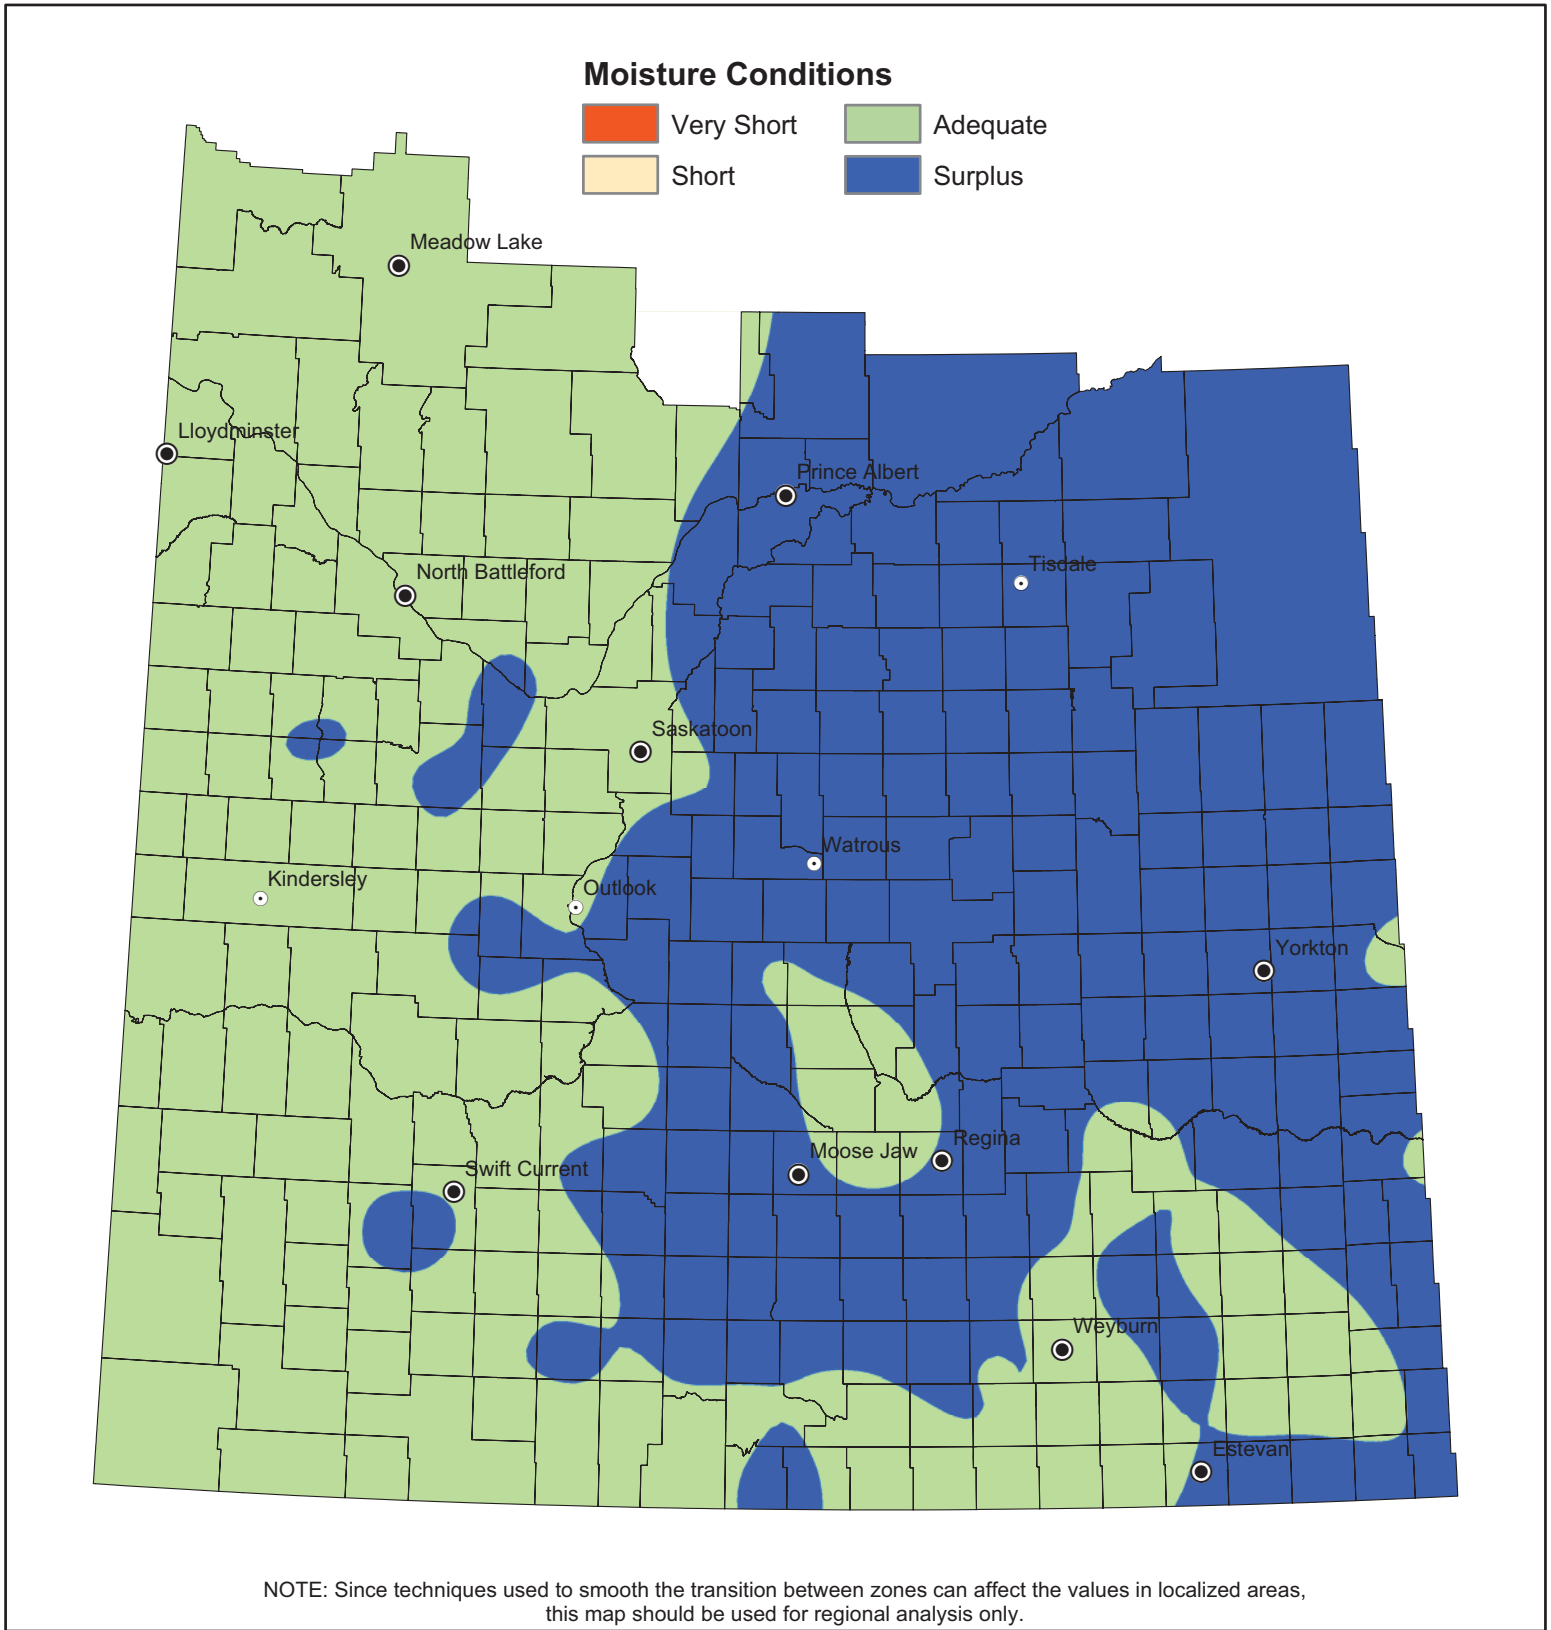 Moisture Conditions
Very Short
Adequate
Short
Surplus
Meadow Lake
Lloydminster
Prince Albert
Tisdale
North Battleford
Saskatoon
Watrous
Kindersley
Outlook
Yorkton
Regina
Moose Jaw
Swift Current
Weyburn
Estevan
NOTE: Since techniques used to smooth the transition between zones can affect the values in localized areas,
this map should be used for regional analysis only.